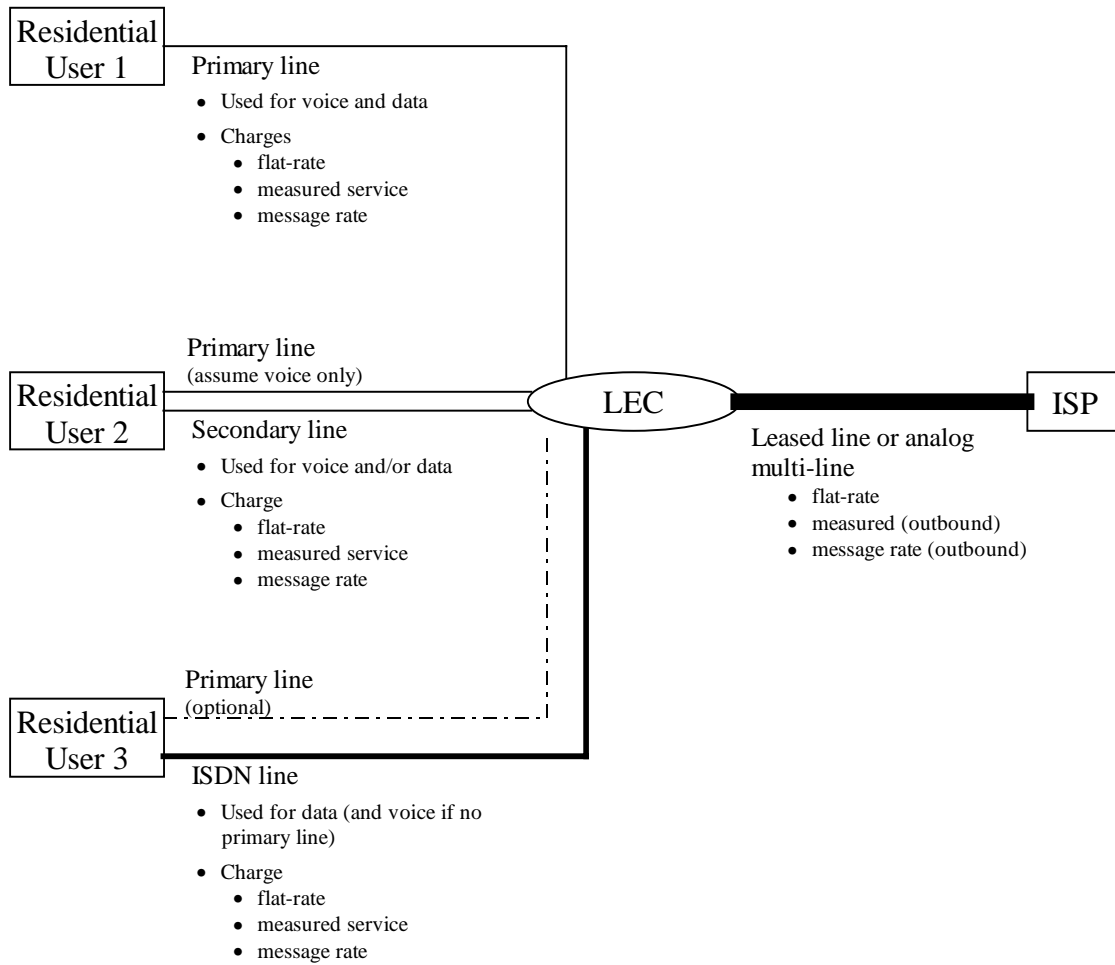 Residential
User 1
Primary line
• Used for voice and data
• Charges
• flat-rate
• measured service
• message rate
Residential
User 2
Primary line
(assume voice only)
Secondary line
• Used for voice and/or data
• Charge
• flat-rate
• measured service
• message rate
LEC
ISP
Leased line or analog
multi-line
• flat-rate
• measured (outbound)
• message rate (outbound)
Residential
User 3
Primary line
(optional)
ISDN line
• Used for data (and voice if no
primary line)
• Charge
• flat-rate
• measured service
• message rate